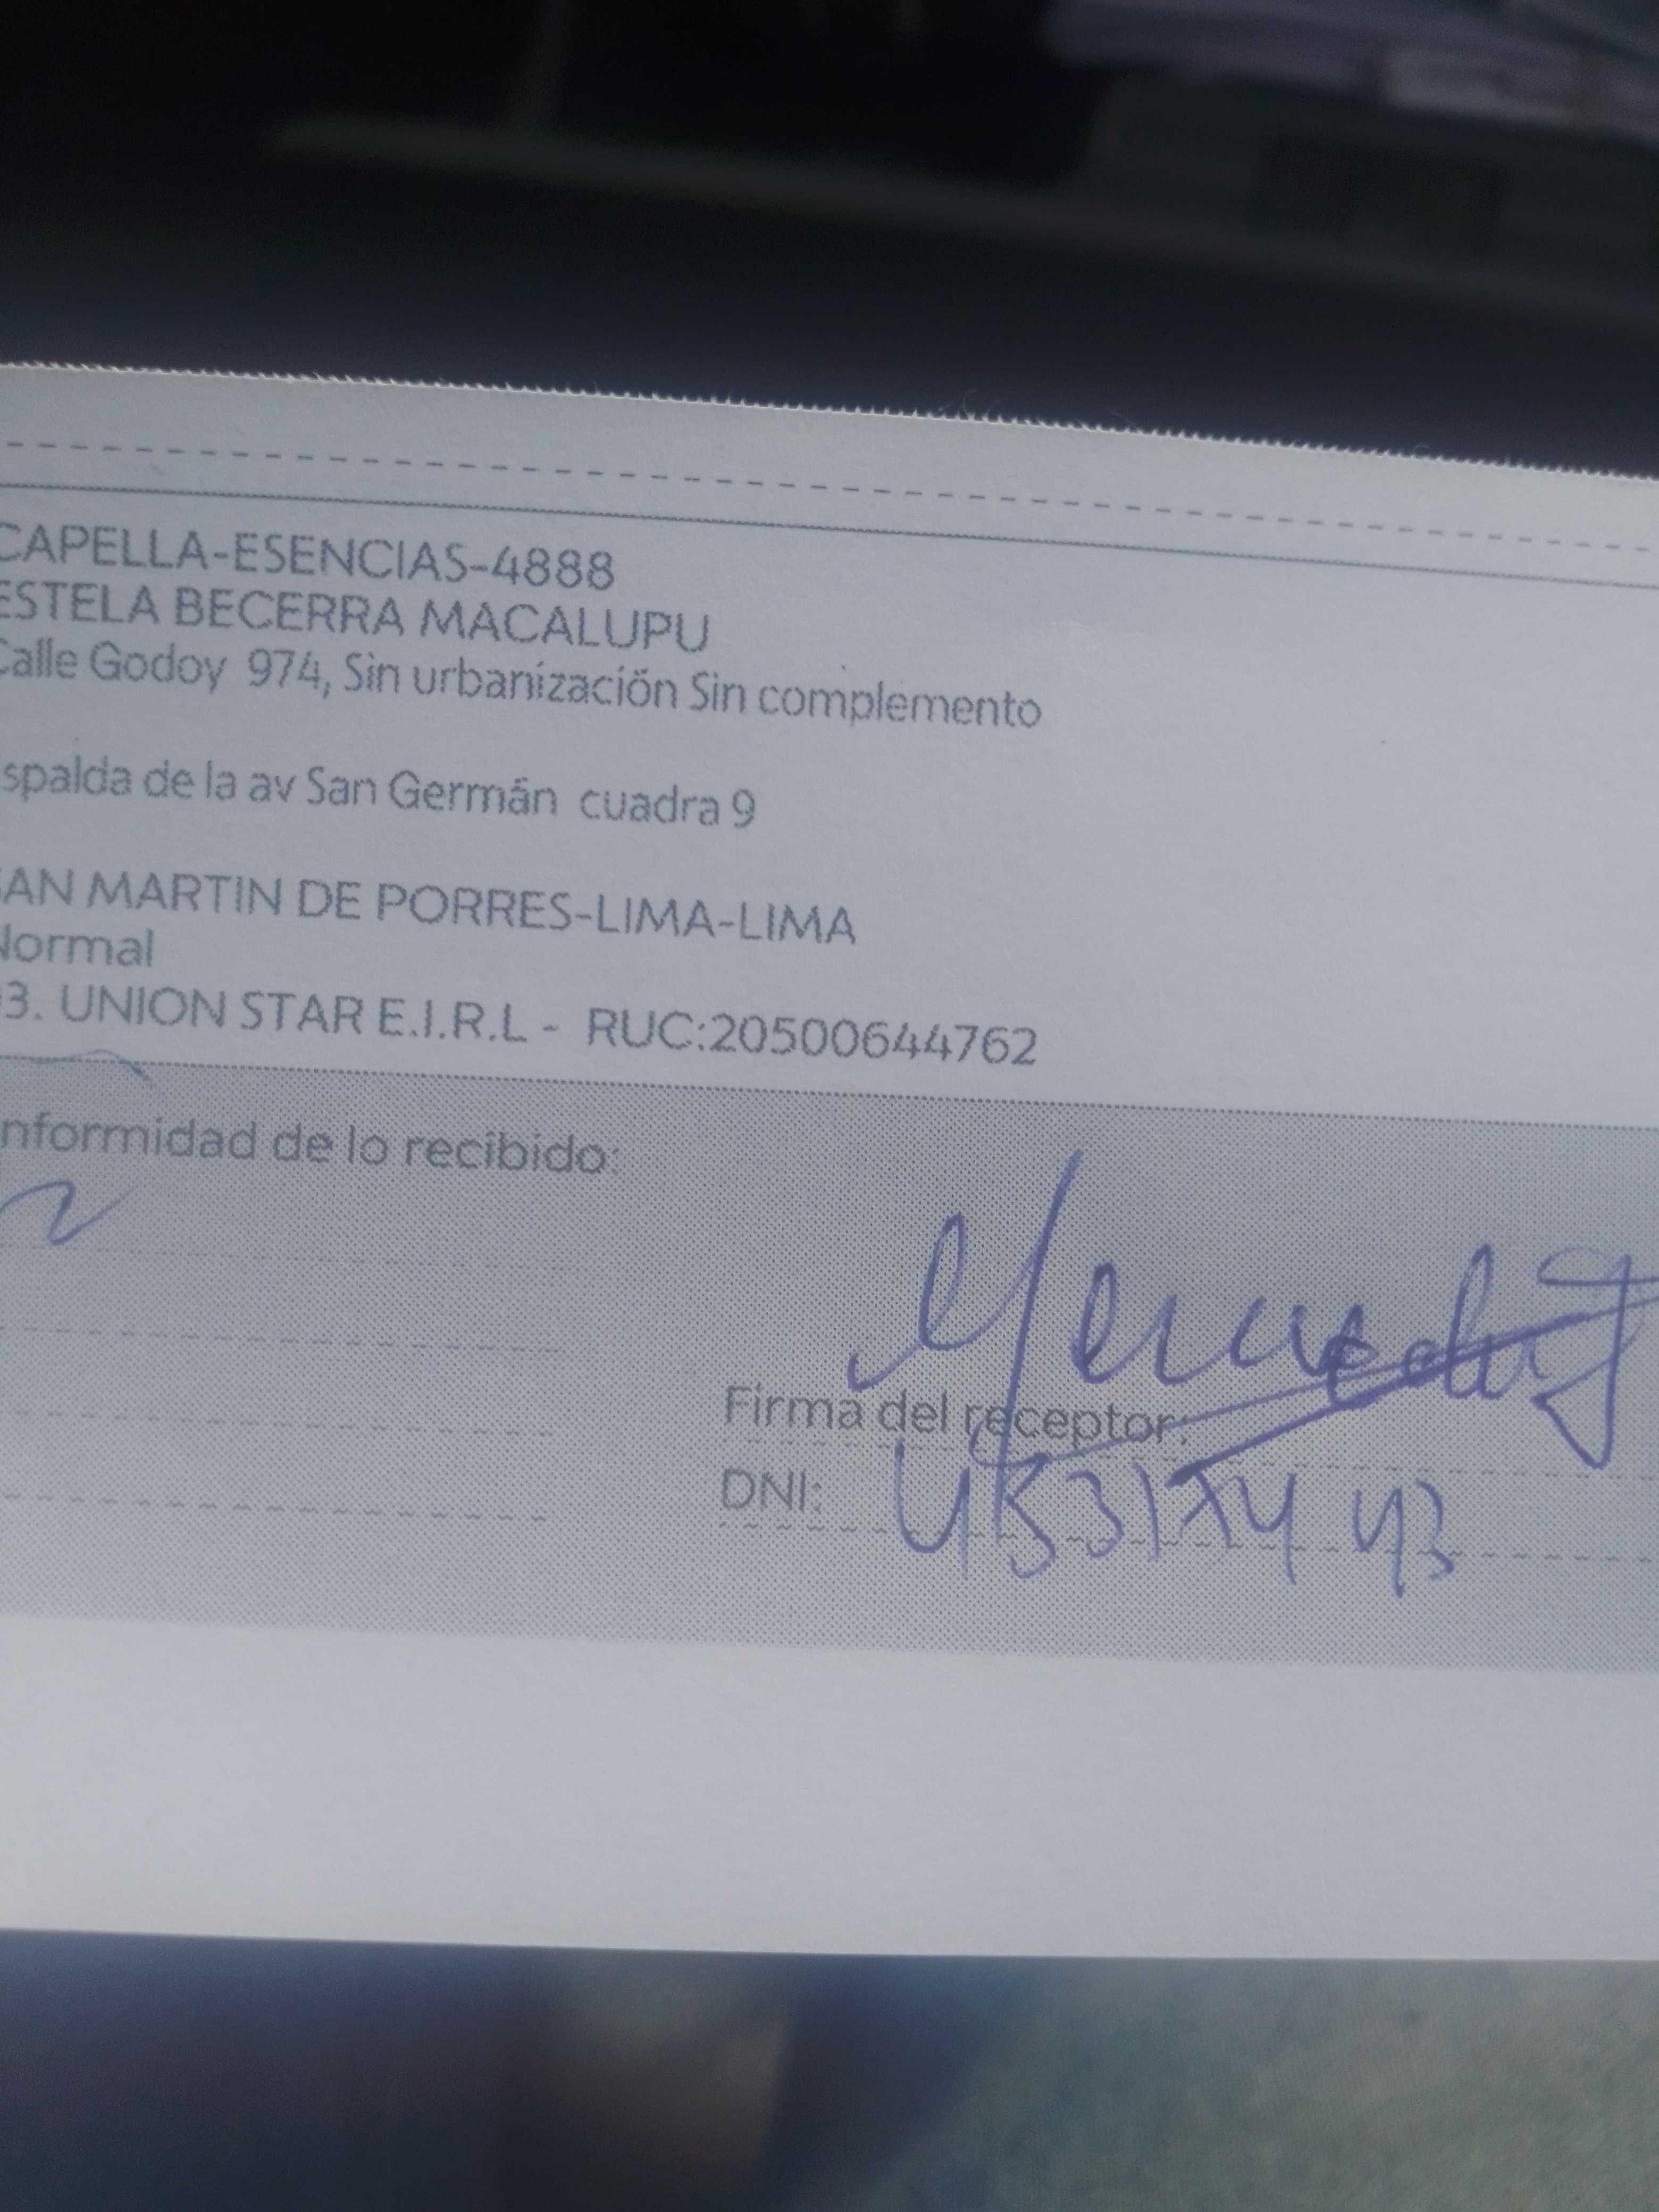 CAPELLA-ESENCIAS-4888
ESTELA BECERRA MACALUPU
Calle Godoy 974, Sin urbanización Sin complemento
spalda de la av San Germán cuadra 9
SAN MARTIN DE PORRES-LIMA-LIMA
Normal
3. UNION STAR E.I.R.L - RUC:20500644762
nformidad de lo recibido:
Firma del receptor:
DNI: